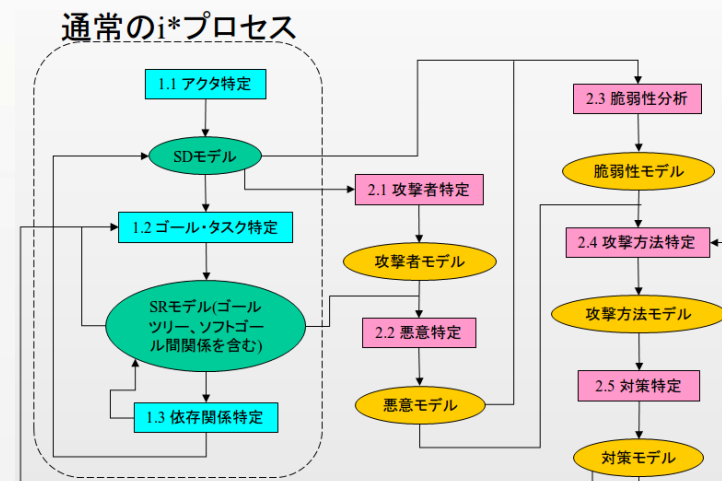 通常のi*プロセス
1.1 アクタ特定
SDモデル
1.2 ゴール・タスク特定
SRモデル(ゴール
ツリー、ソフトゴー
ル間関係を含む)
1.3 依存関係特定
2.1 攻撃者特定
攻撃者モデル
2.2 悪意特定
悪意モデル
2.3 脆弱性分析
脆弱性モデル
2.4 攻撃方法特定
攻撃方法モデル
2.5 対策特定
対策モデル